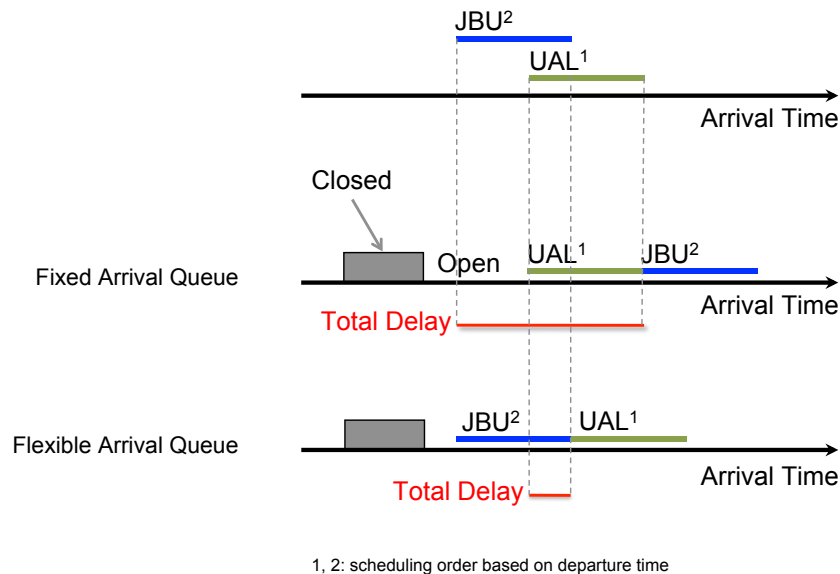 JBU²
UAL¹
Arrival Time
Closed
Fixed Arrival Queue
Open
UAL¹
JBU²
Arrival Time
Total Delay
Flexible Arrival Queue
JBU²
UAL¹
Arrival Time
Total Delay
1, 2: scheduling order based on departure time